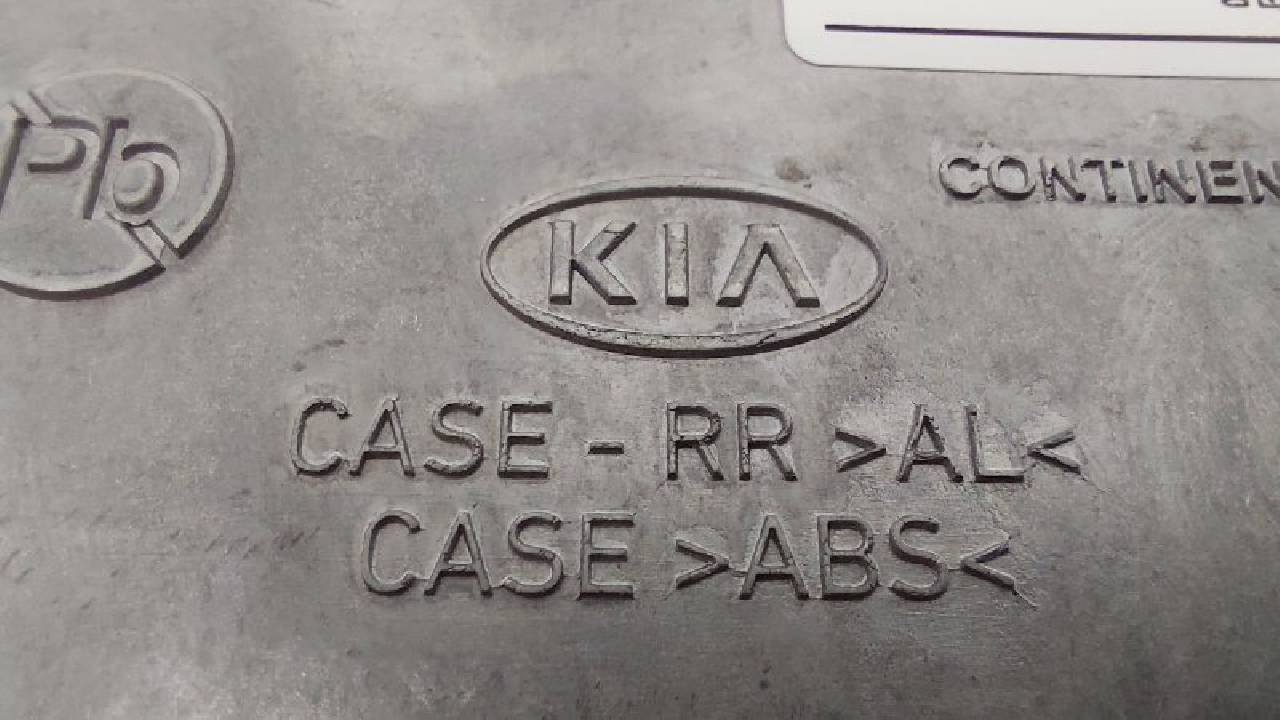 Pb
CONTINEN
KIA
CASE - RR >AL<
CASE >ABS<